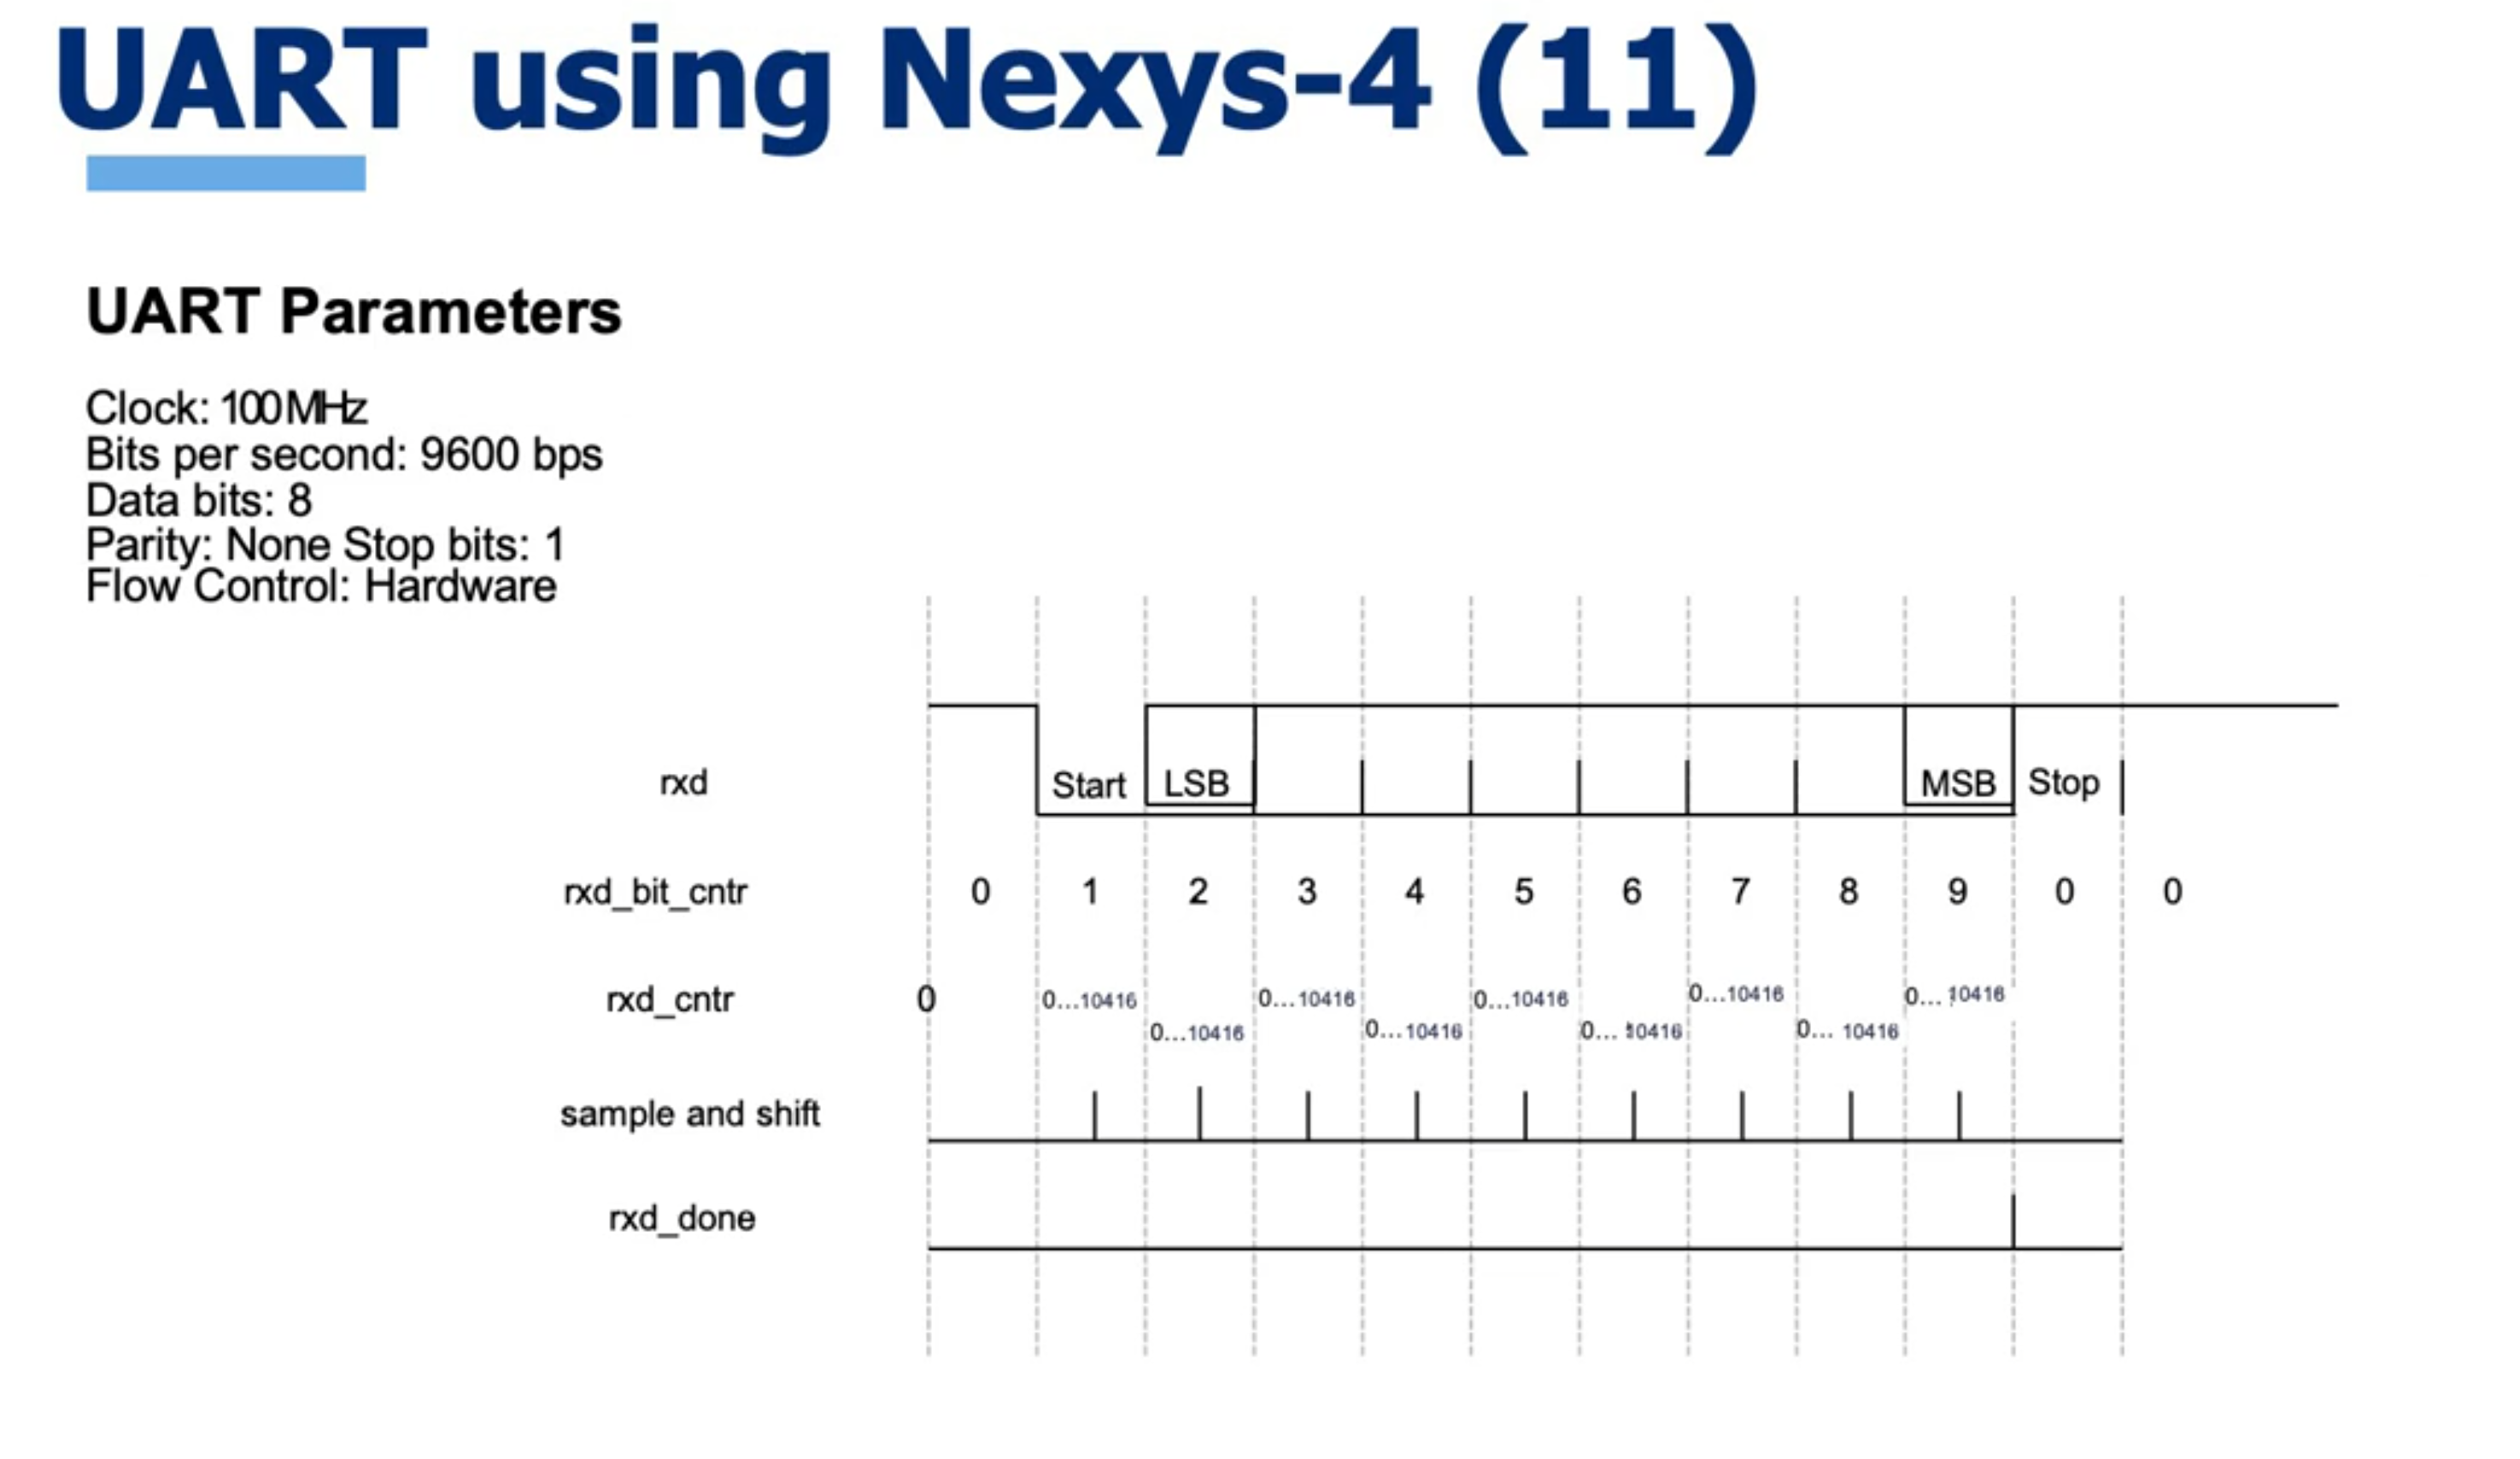 UART using Nexys-4 (11)
UART Parameters
Clock: 100MHz
Bits per second: 9600 bps
Data bits: 8
Parity: None Stop bits: 1
Flow Control: Hardware
rxd Start LSB MSB Stop
rxd_bit_cntr 0 1 2 3 4 5 6 7 8 9 0 0
rxd_cntr 0 0...10416 0...10416 0...10416 0...10416 0...10416 0... 10416 0...10416 0... 10416 0... 10416
sample and shift
rxd_done